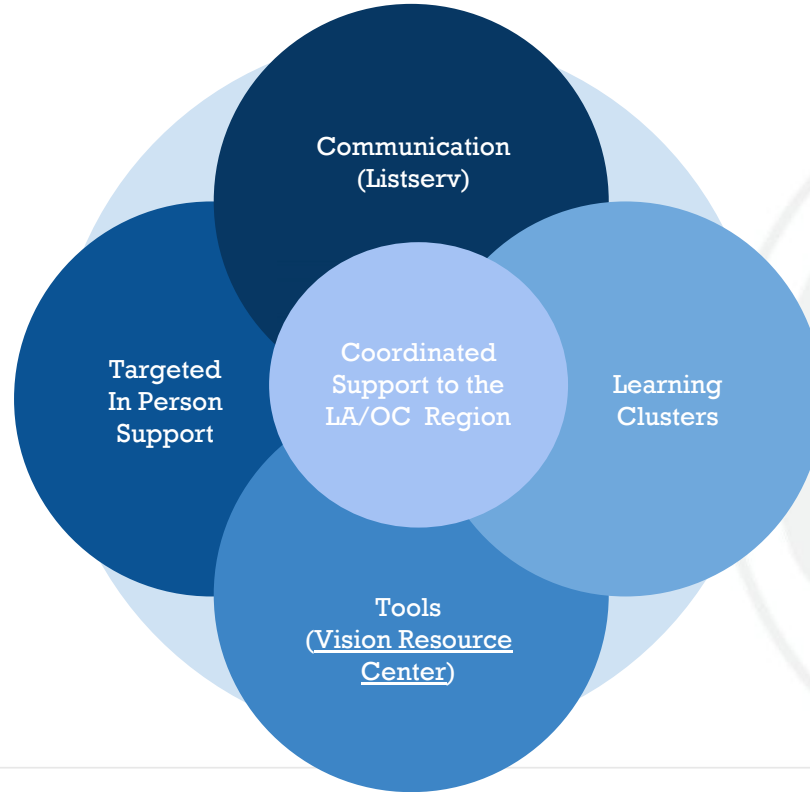 Communication
(Listserv)
Targeted
In Person
Support
Coordinated
Support to the
LA/OC Region
Learning
Clusters
Tools
(Vision Resource
Center)